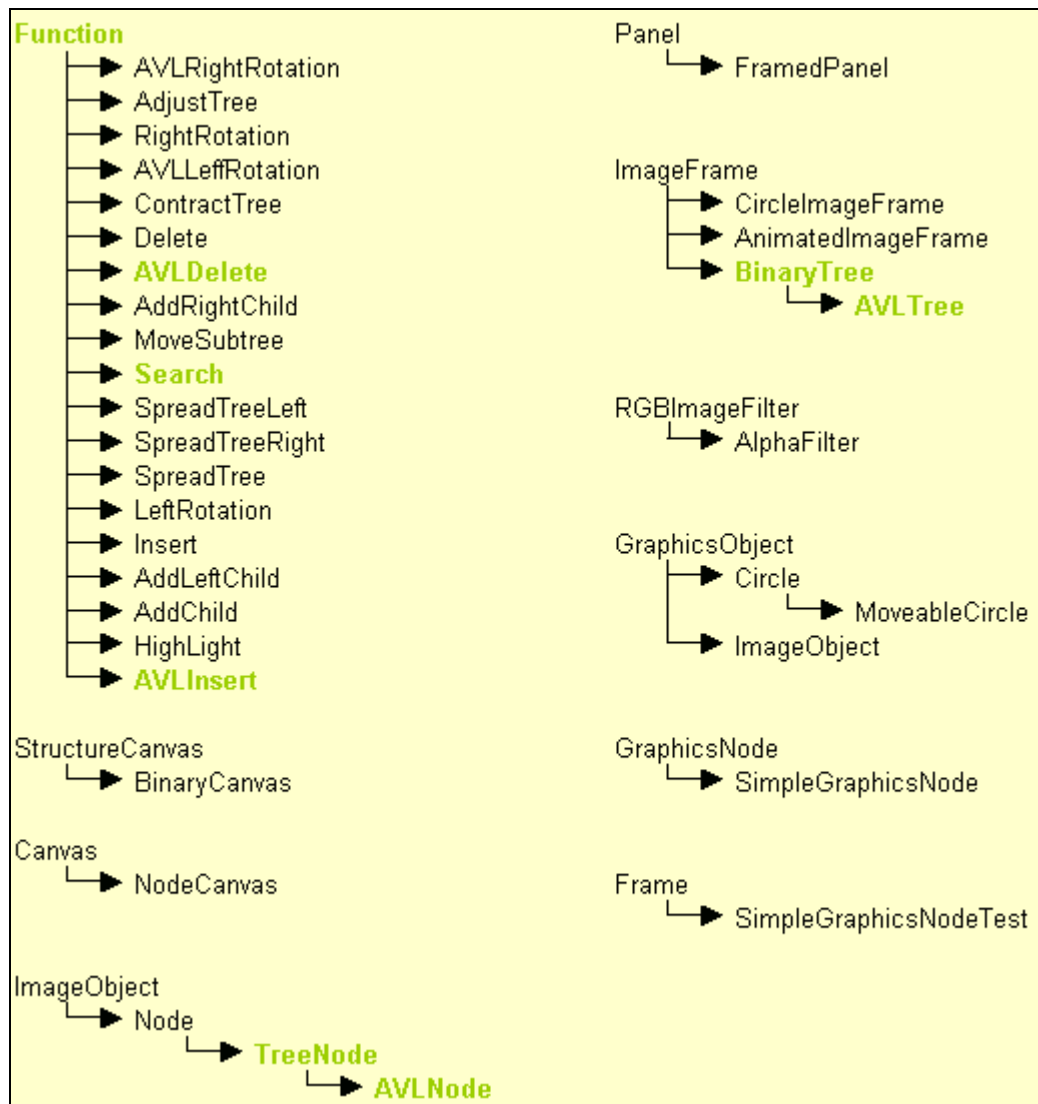 Function
AVLRightRotation
AdjustTree
RightRotation
AVLLeffRotation
ContractTree
Delete
AVLDelete
AddRightChild
MoveSubtree
Search
SpreadTreeLeft
SpreadTreeRight
SpreadTree
LeftRotation
Insert
AddLeftChild
AddChild
HighLight
AVLInsert
StructureCanvas
BinaryCanvas
Canvas
NodeCanvas
ImageObject
Node
TreeNode
AVLNode
Panel
FramedPanel
ImageFrame
CircleImageFrame
AnimatedImageFrame
BinaryTree
AVLTree
RGBImageFilter
AlphaFilter
GraphicsObject
Circle
MoveableCircle
ImageObject
GraphicsNode
SimpleGraphicsNode
Frame
SimpleGraphicsNodeTest